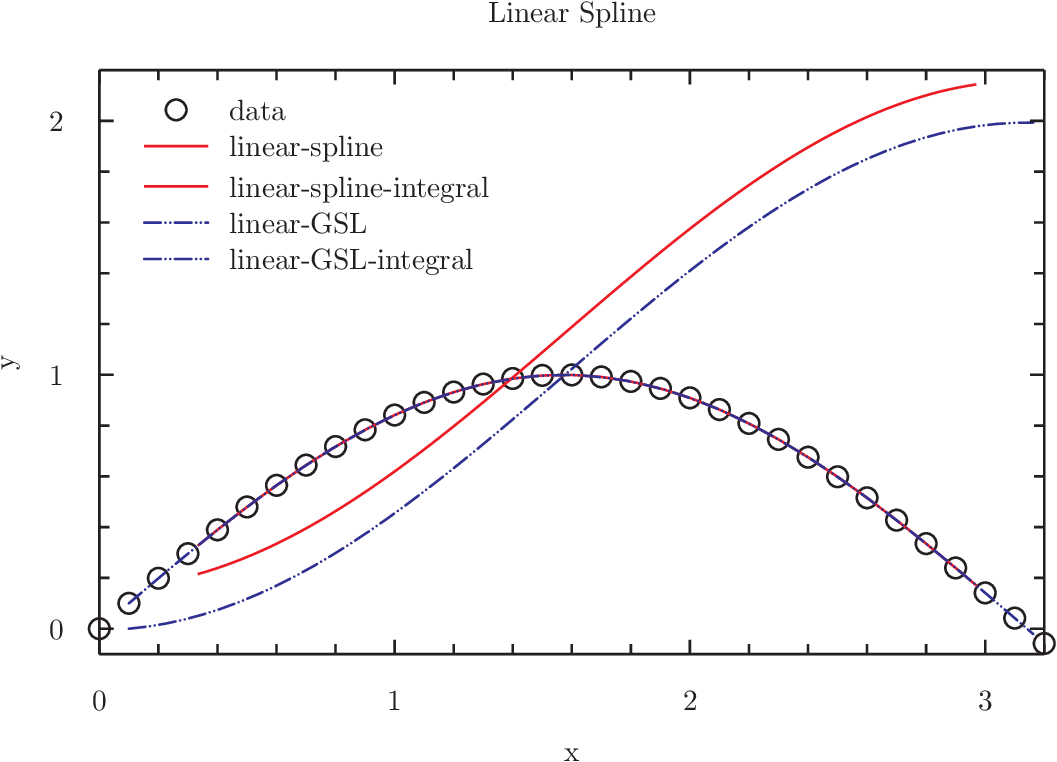 Linear Spline
2
data
linear-spline
linear-spline-integral
linear-GSL
linear-GSL-integral
y
1
0
0 1 2 3
x